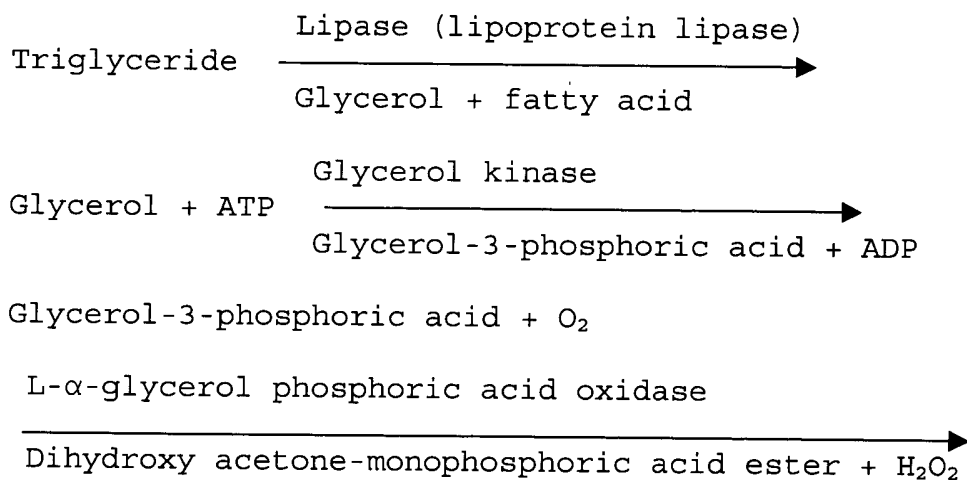 Lipase (lipoprotein lipase)
Triglyceride
Glycerol + fatty acid
Glycerol kinase
Glycerol + ATP
Glycerol-3-phosphoric acid + ADP
Glycerol-3-phosphoric acid + O₂
L-α-glycerol phosphoric acid oxidase
Dihydroxy acetone-monophosphoric acid ester + H₂O₂